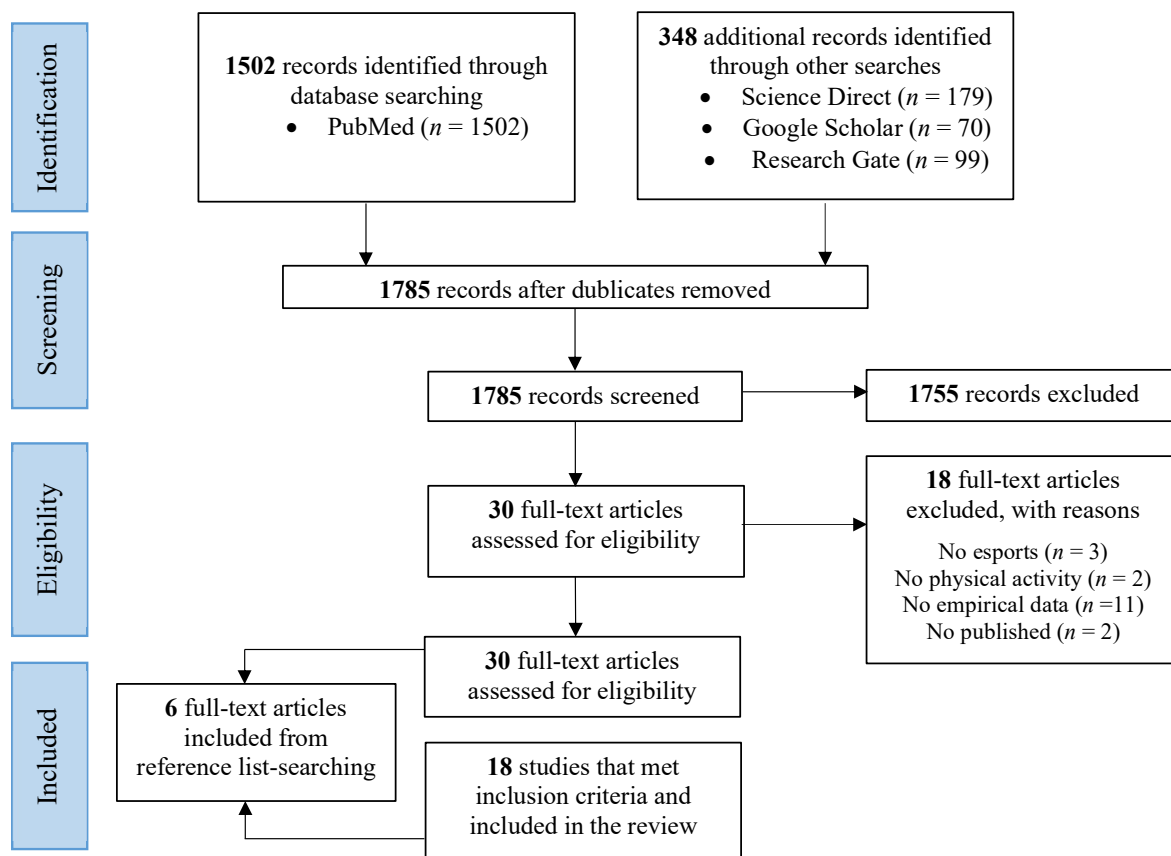 Identification
1502 records identified through
database searching
• PubMed (n = 1502)
348 additional records identified
through other searches
• Science Direct (n = 179)
• Google Scholar (n = 70)
• Research Gate (n = 99)
Screening
1785 records after dublicates removed
1785 records screened
1755 records excluded
Eligibility
30 full-text articles
assessed for eligibility
18 full-text articles
excluded, with reasons
No esports (n = 3)
No physical activity (n = 2)
No empirical data (n =11)
No published (n = 2)
Included
30 full-text articles
assessed for eligibility
6 full-text articles
included from
reference list-searching
18 studies that met
inclusion criteria and
included in the review